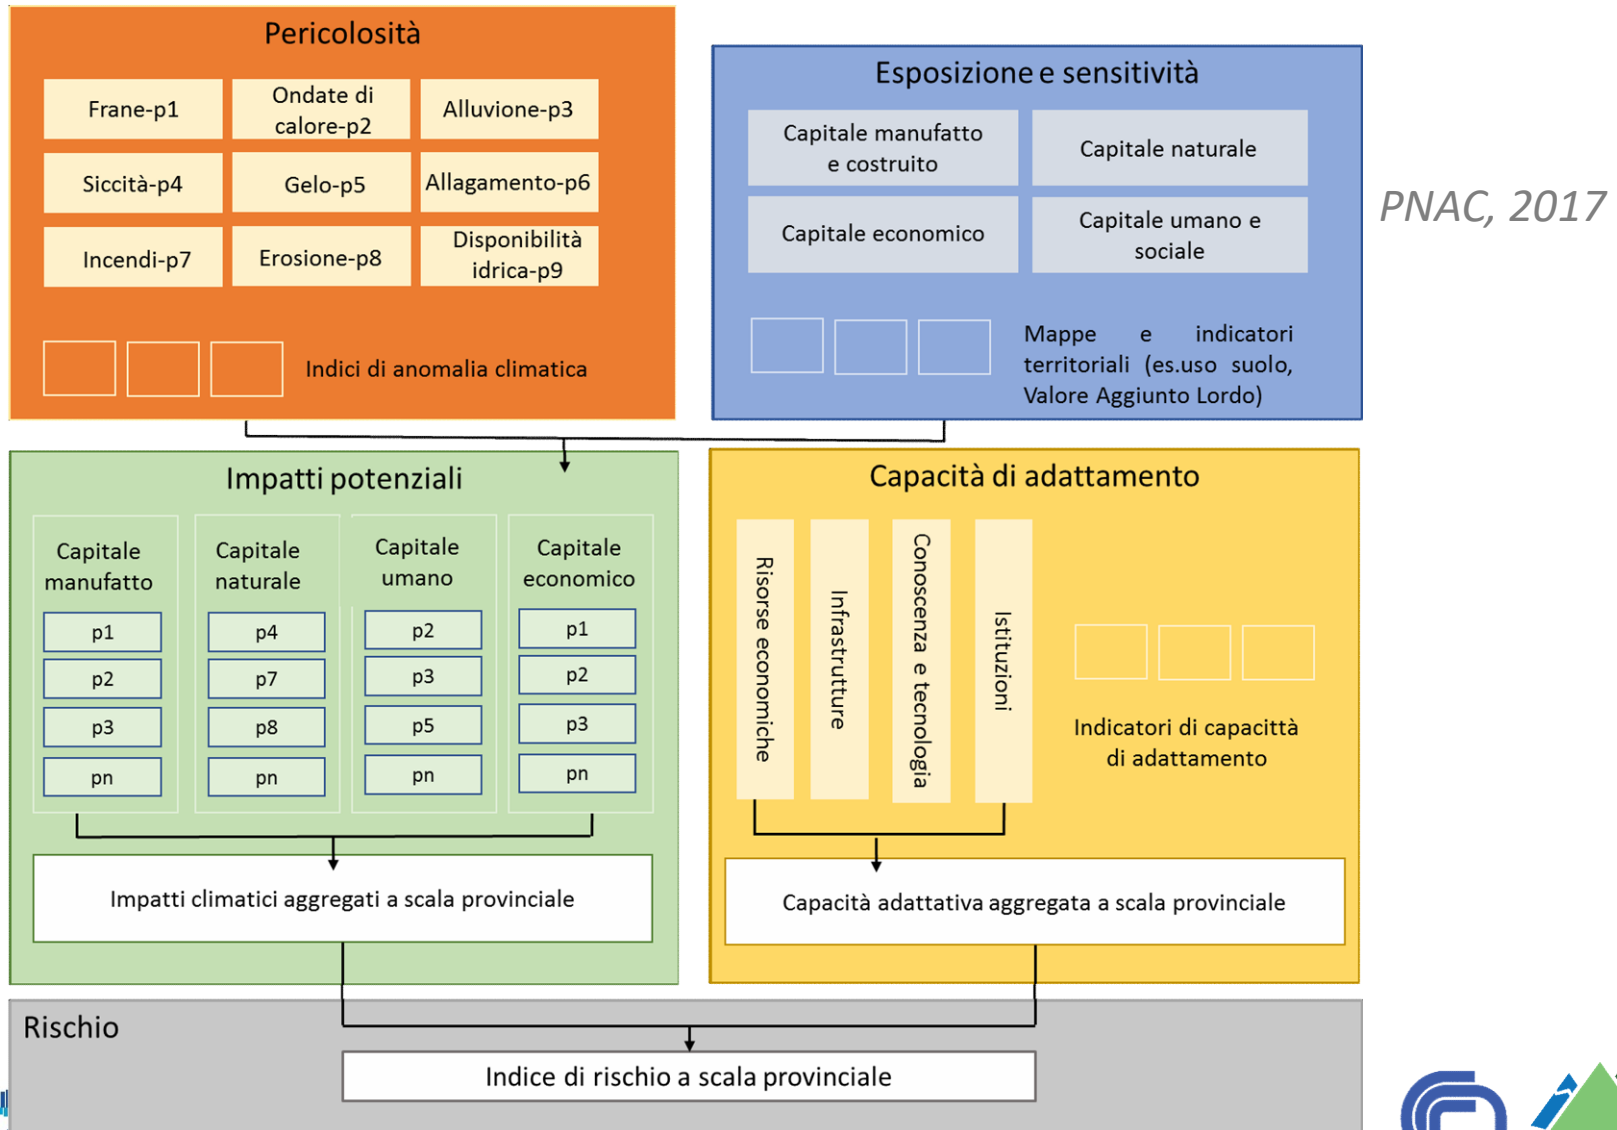 Pericolosità
Frane-p1
Ondate di
calore-p2
Alluvione-p3
Siccità-p4
Gelo-p5
Allagamento-p6
Incendi-p7
Erosione-p8
Disponibilità
idrica-p9
Indici di anomalia climatica
Esposizione e sensitività
Capitale manufatto
e costruito
Capitale naturale
Capitale economico
Capitale umano e
sociale
Mappe e indicatori
territoriali (es.uso suolo,
Valore Aggiunto Lordo)
PNAC, 2017
Impatti potenziali
Capitale
manufatto
p1
p2
p3
pn
Capitale
naturale
p4
p7
p8
pn
Capitale
umano
p2
p3
p5
pn
Capitale
economico
p1
p2
p3
pn
Impatti climatici aggregati a scala provinciale
Capacità di adattamento
Risorse economiche
Infrastrutture
Conoscenza e tecnologia
Istituzioni
Indicatori di capacittà
di adattamento
Capacità adattativa aggregata a scala provinciale
Rischio
Indice di rischio a scala provinciale